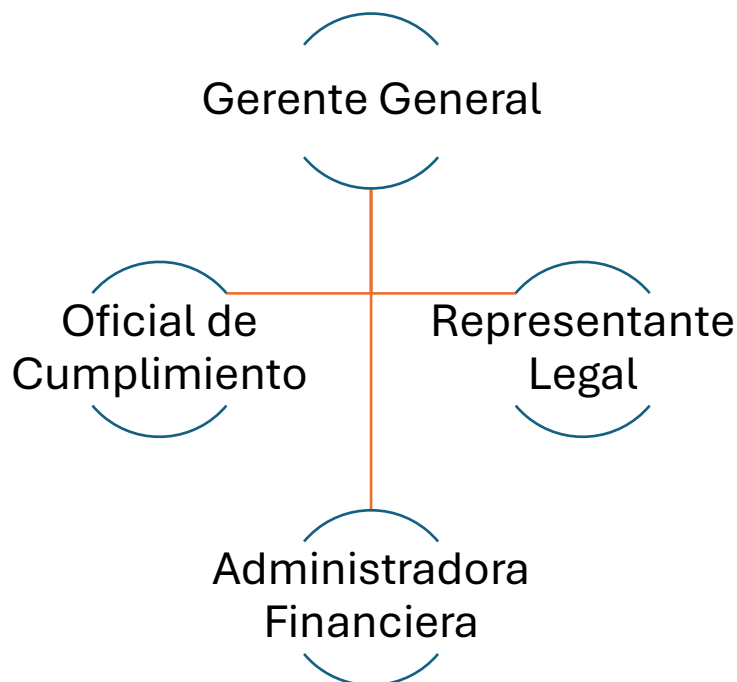 Gerente General
Oficial de
Cumplimiento
Representante
Legal
Administradora
Financiera